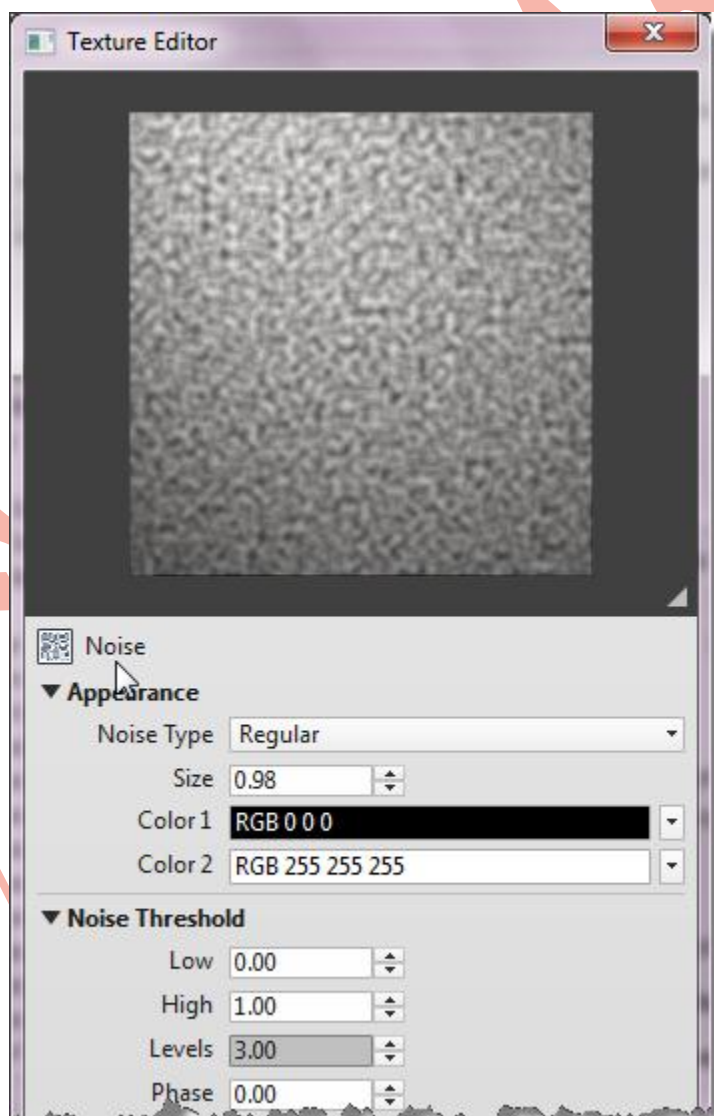 Texture Editor
Noise
Appearance
Noise Type Regular
Size 0.98
Color 1 RGB 0 0 0
Color 2 RGB 255 255 255
Noise Threshold
Low 0.00
High 1.00
Levels 3.00
Phase 0.00